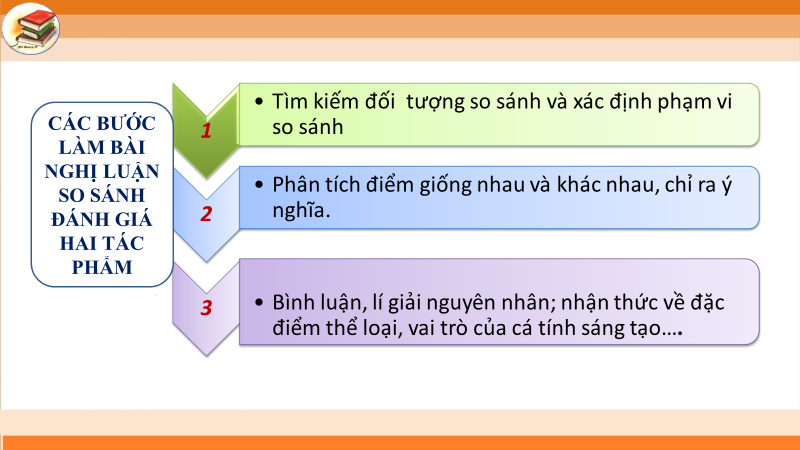 CÁC BƯỚC
LÀM BÀI
NGHỊ LUẬN
SO SÁNH
ĐÁNH GIÁ
HAI TÁC
PHẨM
1
• Tìm kiếm đối  tượng so sánh và xác định phạm vi
so sánh
2
• Phân tích điểm giống nhau và khác nhau, chỉ ra ý
nghĩa.
3
• Bình luận, lí giải nguyên nhân; nhận thức về đặc
điểm thể loại, vai trò của cá tính sáng tạo....